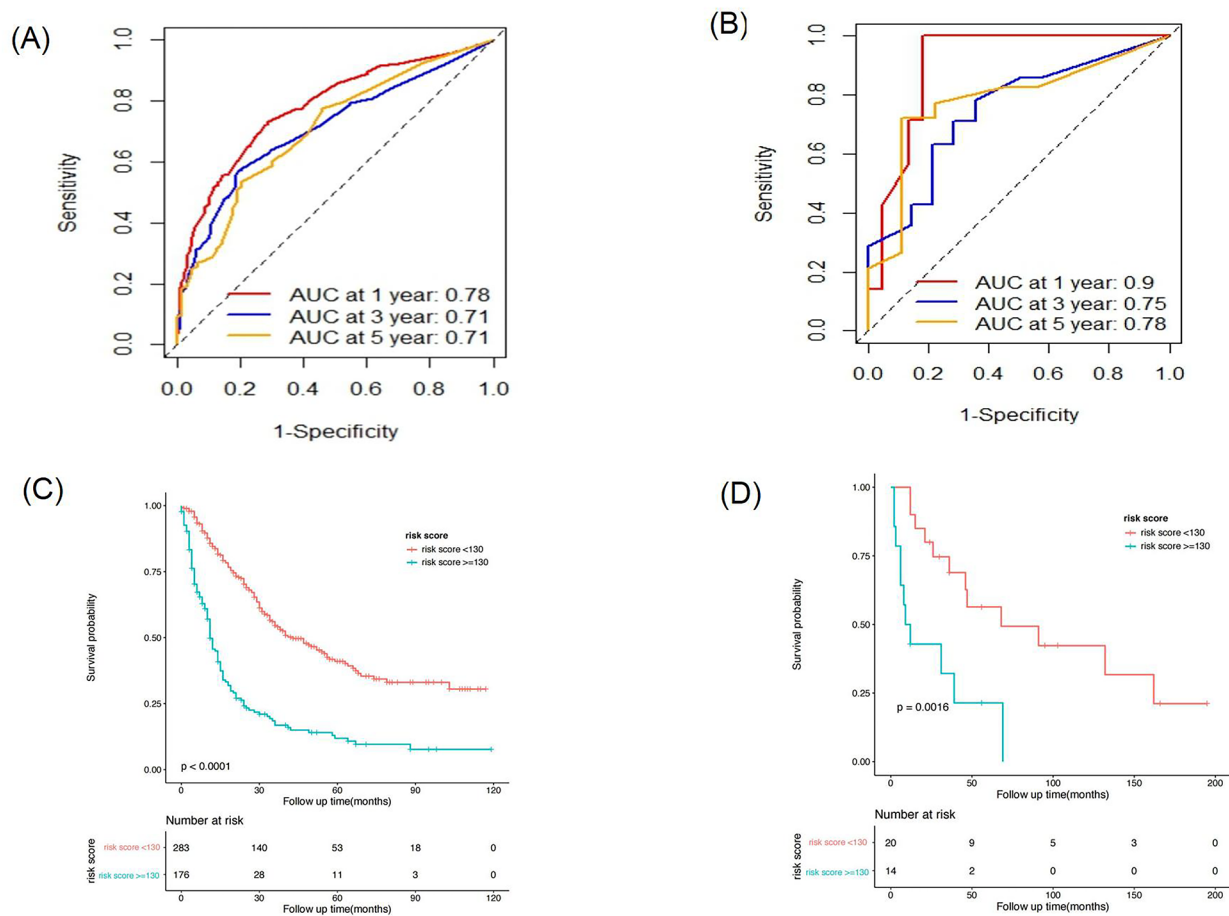 (A)
1.0
0.8
0.6
0.4
0.2
0.0
Sensitivity
AUC at 1 year: 0.78
AUC at 3 year: 0.71
AUC at 5 year: 0.71
0.0 0.2 0.4 0.6 0.8 1.0
1-Specificity
(B)
1.0
0.8
0.6
0.4
0.2
0.0
Sensitivity
AUC at 1 year: 0.9
AUC at 3 year: 0.75
AUC at 5 year: 0.78
0.0 0.2 0.4 0.6 0.8 1.0
1-Specificity
(C)
1.00
0.75
0.50
0.25
0.00
Survival probability
risk score
risk score <130
risk score >=130
p < 0.0001
0 30 60 90 120
Follow up time(months)
Number at risk
risk score
risk score <130 283 140 53 18 0
risk score >=130 176 28 11 3 0
0 30 60 90 120
Follow up time(months)
(D)
1.00
0.75
0.50
0.25
0.00
Survival probability
risk score
risk score <130
risk score >=130
p = 0.0016
0 50 100 150 200
Follow up time(months)
Number at risk
risk score
risk score <130 20 9 5 3 0
risk score >=130 14 2 0 0 0
0 50 100 150 200
Follow up time(months)